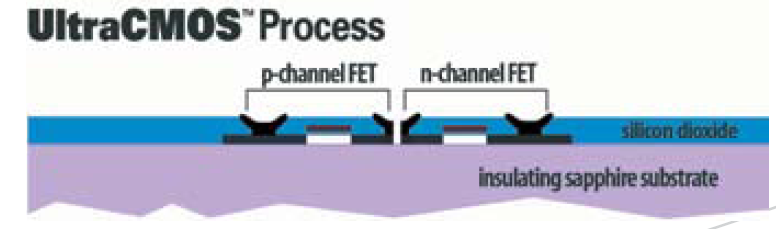 UltraCMOS™ Process
p-channel FET n-channel FET
silicon dioxide
insulating sapphire substrate